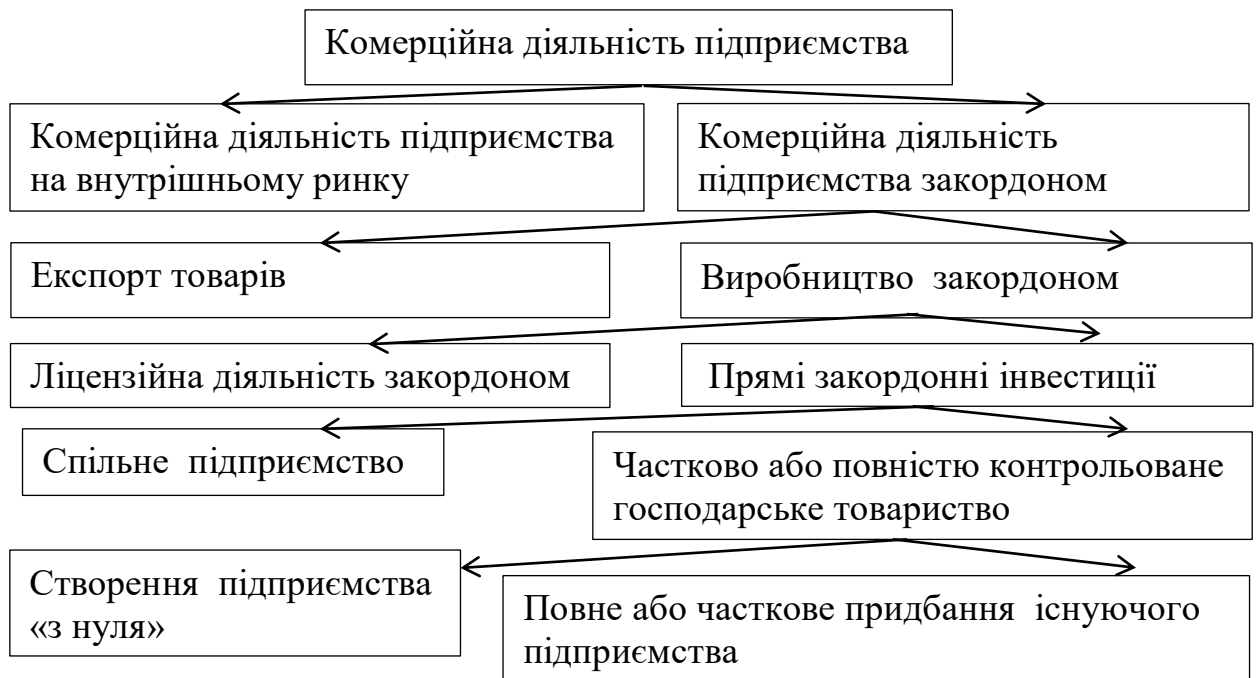 Комерційна діяльність підприємства
Комерційна діяльність підприємства
на внутрішньому ринку
Комерційна діяльність
підприємства закордоном
Експорт товарів
Виробництво закордоном
Ліцензійна діяльність закордоном
Прямі закордонні інвестиції
Спільне підприємство
Частково або повністю контрольоване
господарське товариство
Створення підприємства
«з нуля»
Повне або часткове придбання існуючого
підприємства